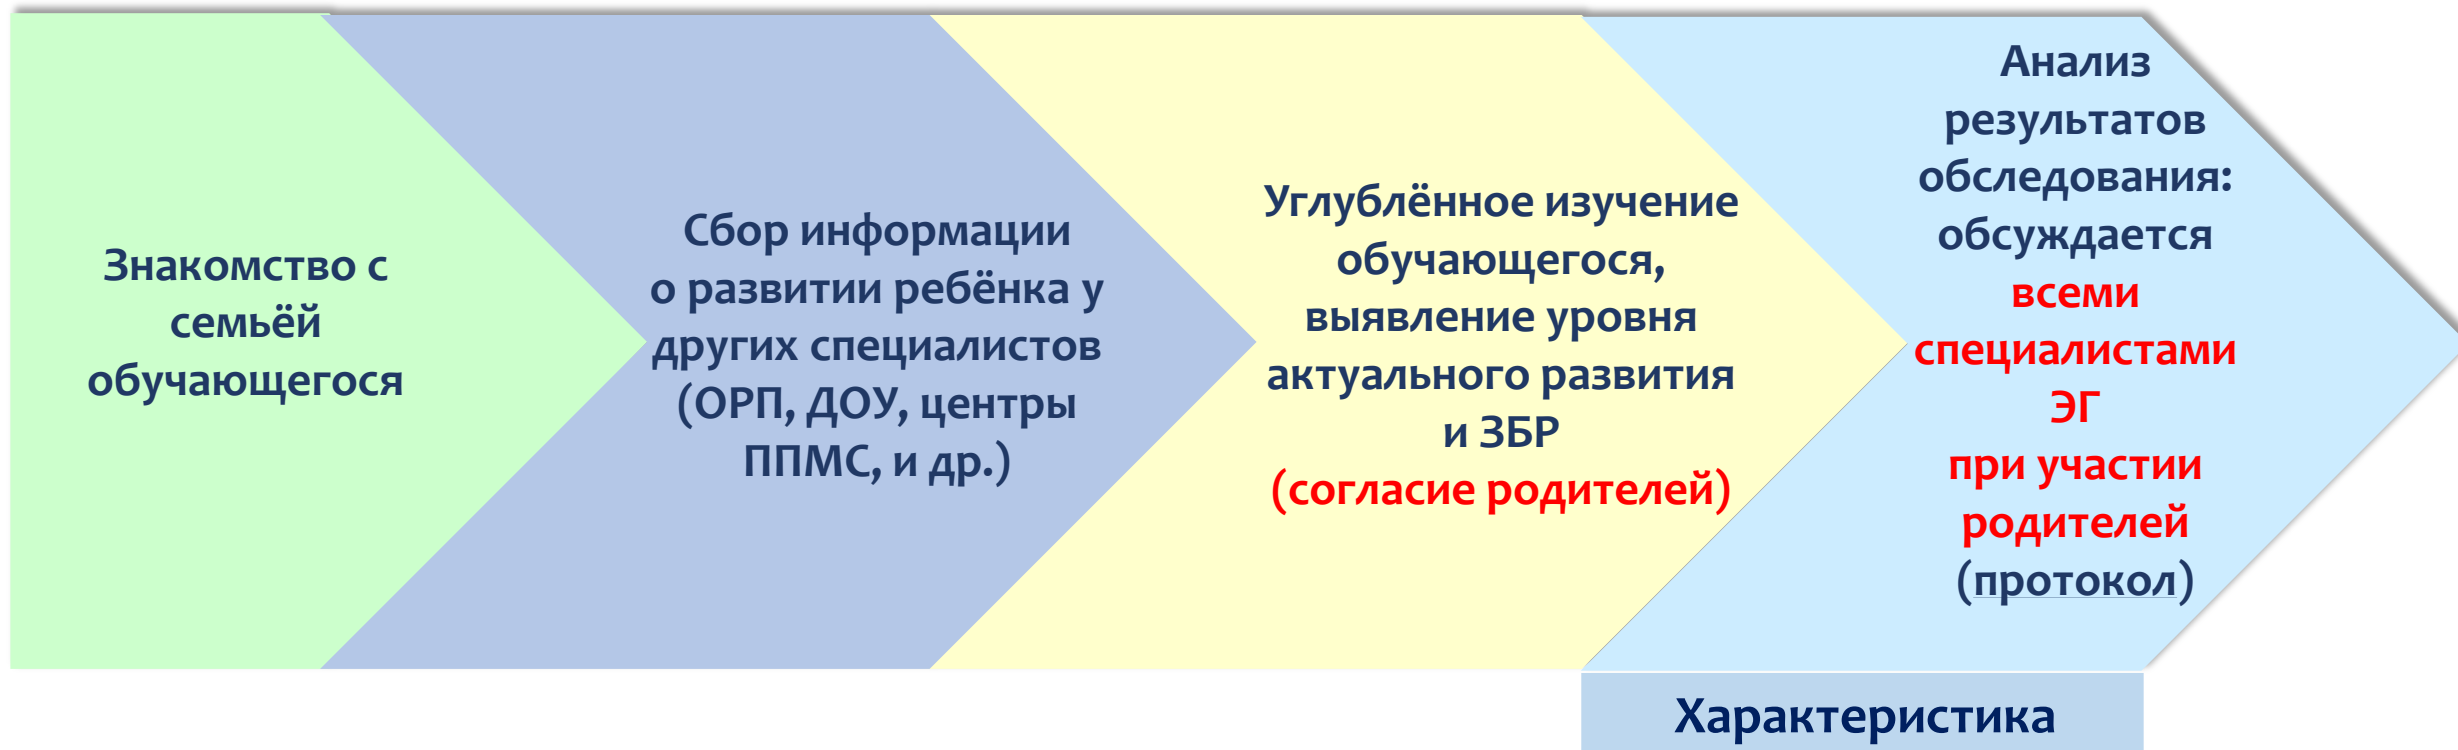 Знакомство с
семьёй
обучающегося
Сбор информации
о развитии ребёнка у
других специалистов
(ОРП, ДОУ, центры
ППМС, и др.)
Углублённое изучение
обучающегося,
выявление уровня
актуального развития
и ЗБР
(согласие родителей)
Анализ
результатов
обследования:
обсуждается
всеми
специалистами
ЭГ
при участии
родителей
(протокол)
Характеристика